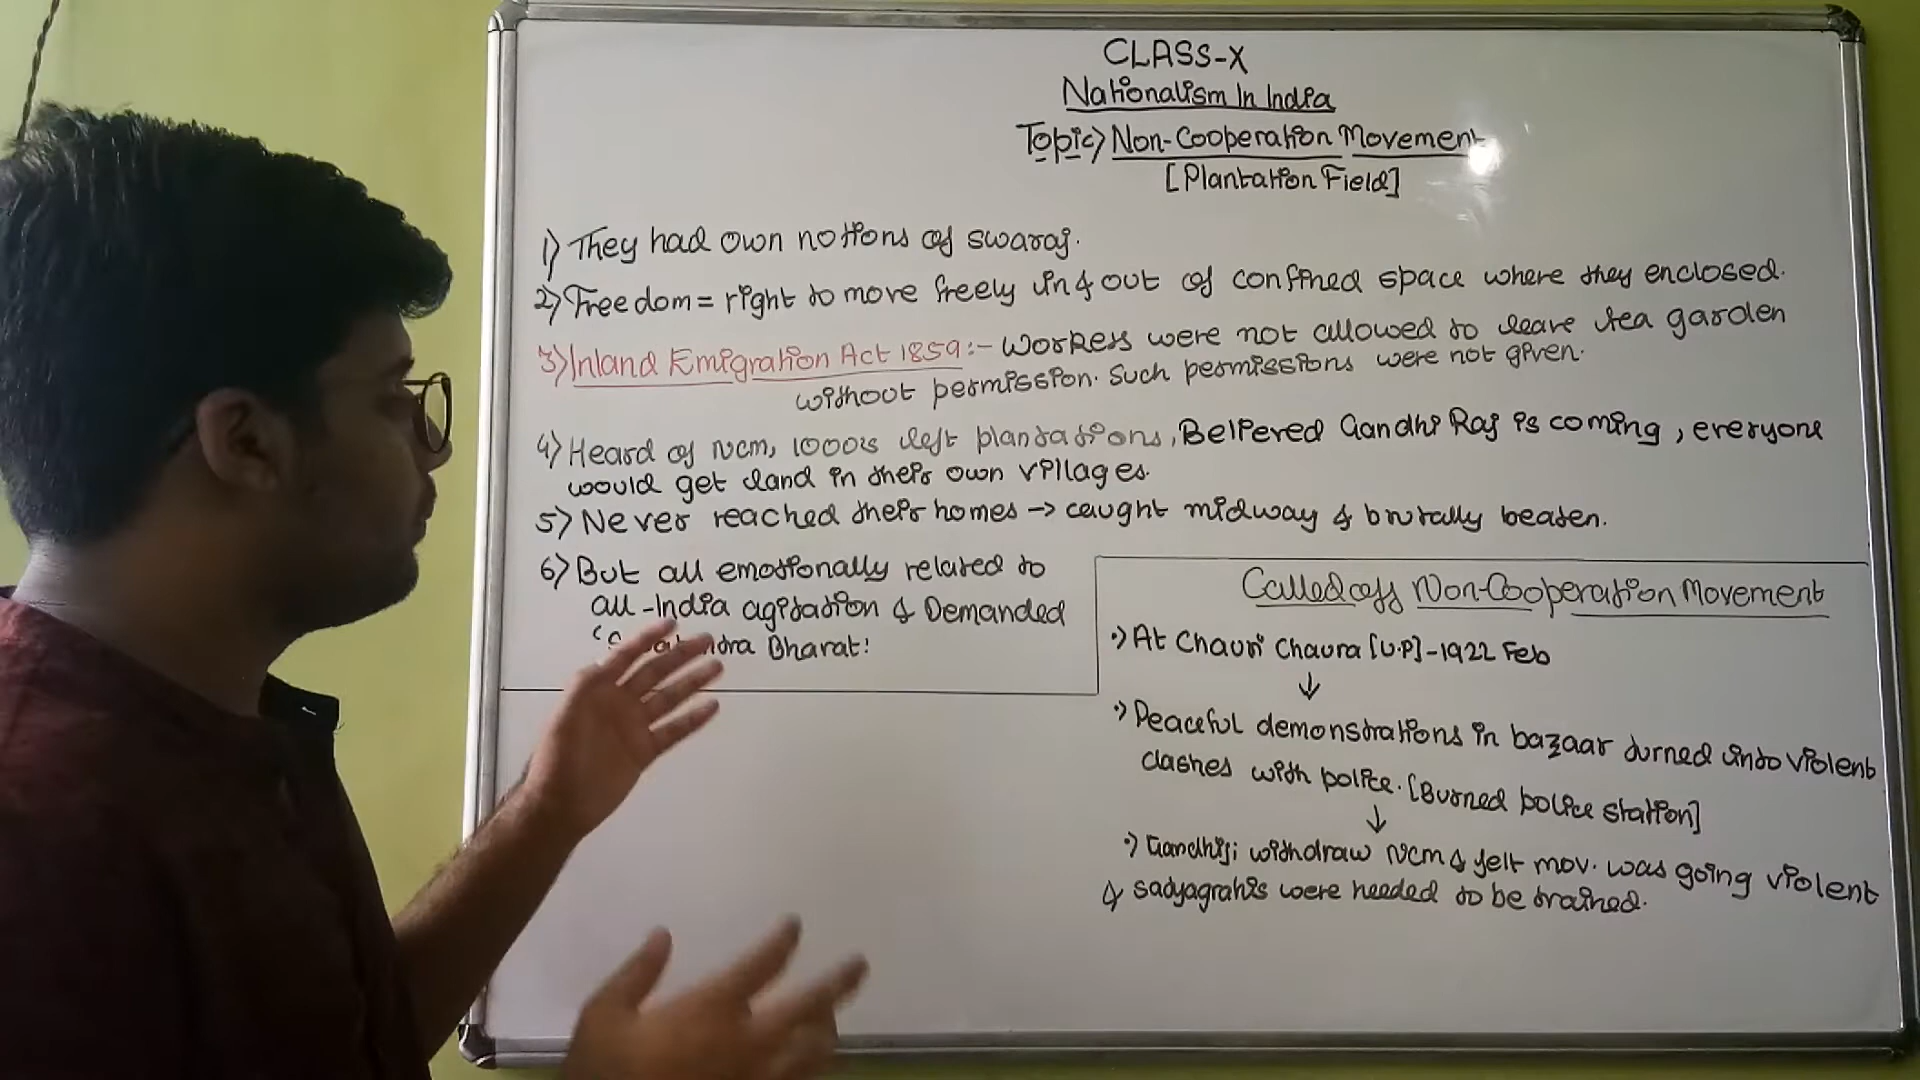 CLASS-X
Nationalism In India
Topic> Non-Cooperation Movement
[Plantation Field]
1) They had own notions of swaraj.
2) Freedom = right to move freely in & out of confined space where they enclosed.
3) Inland Emigration Act 1859:- Workers were not allowed to leave tea garden
without permission. Such permissions were not given.
4) Heard of NCM, 1000's left plantations, Believed Gandhi Raj is coming, everyone
would get land in their own villages.
5) Never reached their homes → caught midway & brutally beaten.
6) But all emotionally related to
all-India agitation & Demanded
Bharat!
Called off Non-Cooperation Movement
•) At Chauri Chaura [U.P] - 1922 Feb
↓
•) Peaceful demonstrations in bazaar turned into violent
clashes with police. [Burned police station]
↓
•) Gandhiji withdraw NCM & felt mov. was going violent
& satyagrahis were needed to be trained.